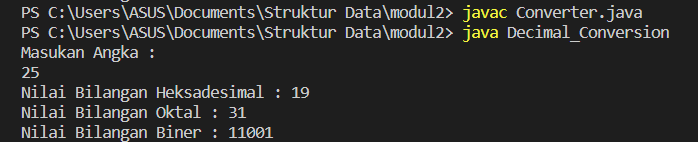 PS C:\Users\ASUS\Documents\Struktur Data\modul2> javac Converter.java
PS C:\Users\ASUS\Documents\Struktur Data\modul2> java Decimal_Conversion
Masukan Angka :
25
Nilai Bilangan Heksadesimal : 19
Nilai Bilangan Oktal : 31
Nilai Bilangan Biner : 11001